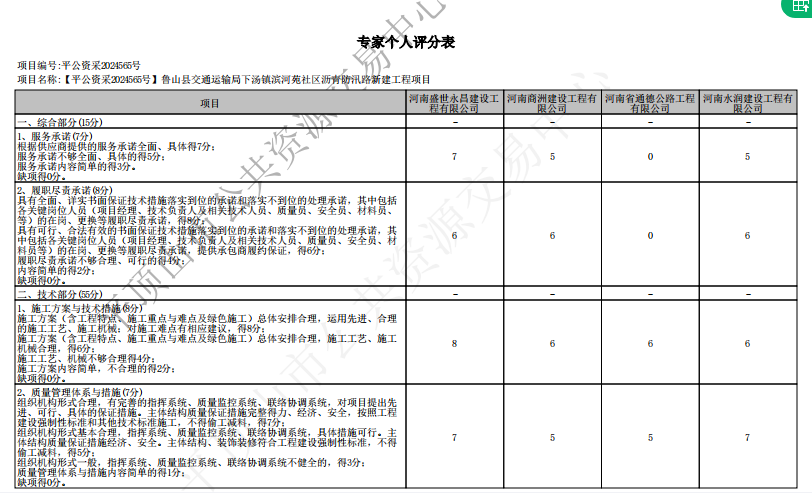 专家个人评分表
项目编号:平公资采2024565号
项目名称:【平公资采2024565号】鲁山县交通运输局下汤镇滨河苑社区沥青防汛路新建工程项目
项目 河南盛世永昌建设工程有限公司 河南商洲建设工程有限公司 河南省通德公路工程有限公司 河南水润建设工程有限公司
一、综合部分(15分) - - - -
1、服务承诺(7分)
根据供应商提供的服务承诺全面、具体得7分;
服务承诺不够全面、具体的得5分;
服务承诺内容简单的得3分。
缺项得0分。
7 5 0 5
2、履职尽责承诺(8分)
具有全面、详实书面保证技术措施落实到位的承诺和落实不到位的处理承诺，其中包括
各关键岗位人员（项目经理、技术负责人及相关技术人员、质量员、安全员、材料员、
等）的在岗、更换等履职尽责承诺，得8分；
具有可行、合法有效的书面保证技术措施落实到位的承诺和落实不到位的处理承诺，其
中包括各关键岗位人员（项目经理、技术负责人及相关技术人员、质量员、安全员、材
料员等）的在岗、更换等履职尽责承诺，提供承包商履约保证，得6分；
履职尽责承诺不够合理、可行的得4分；
内容简单的得2分；
缺项得0分。
6 6 0 6
二、技术部分(55分) - - - -
1、施工方案与技术措施(8分)
施工方案（含工程特点、施工重点与难点及绿色施工）总体安排合理，运用先进、合理
的施工工艺、施工机械；对施工难点有相应建议，得8分；
施工方案（含工程特点、施工重点与难点及绿色施工）总体安排合理，施工工艺、施工
机械合理，得6分；
施工工艺、机械不够合理得4分；
施工方案内容简单，不合理的得2分；
缺项得0分。
8 6 6 6
2、质量管理体系与措施(7分)
组织机构形式合理，有完善的指挥系统、质量监控系统、联络协调系统，对项目提出先
进、可行、具体的保证措施。主体结构质量保证措施完整得力、经济、安全，按照工程
建设强制性标准和其他技术标准施工，不得偷工减料，得7分；
组织机构形式基本合理，指挥系统、质量监控系统、联络协调系统，具体措施可行。主
体结构质量保证措施经济、安全。主体结构、装饰装修符合工程建设强制性标准，不得
偷工减料，得5分；
组织机构形式一般，指挥系统、质量监控系统、联络协调系统不健全的，得3分；
质量管理体系与措施内容简单的得1分；
缺项得0分。
7 5 5 7
平顶山市公共资源交易中心
平顶山市公共资源交易中心